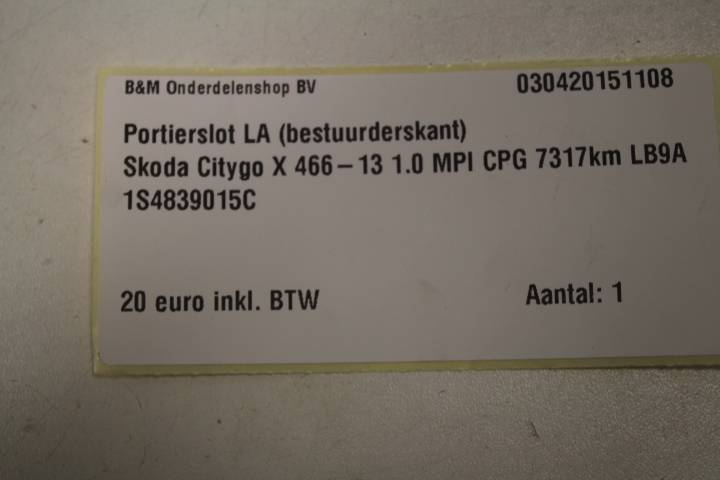 B&M Onderdelenshop BV 030420151108
Portierslot LA (bestuurderskant)
Skoda Citygo X 466-13 1.0 MPI CPG 7317km LB9A
1S4839015C
20 euro inkl. BTW Aantal: 1